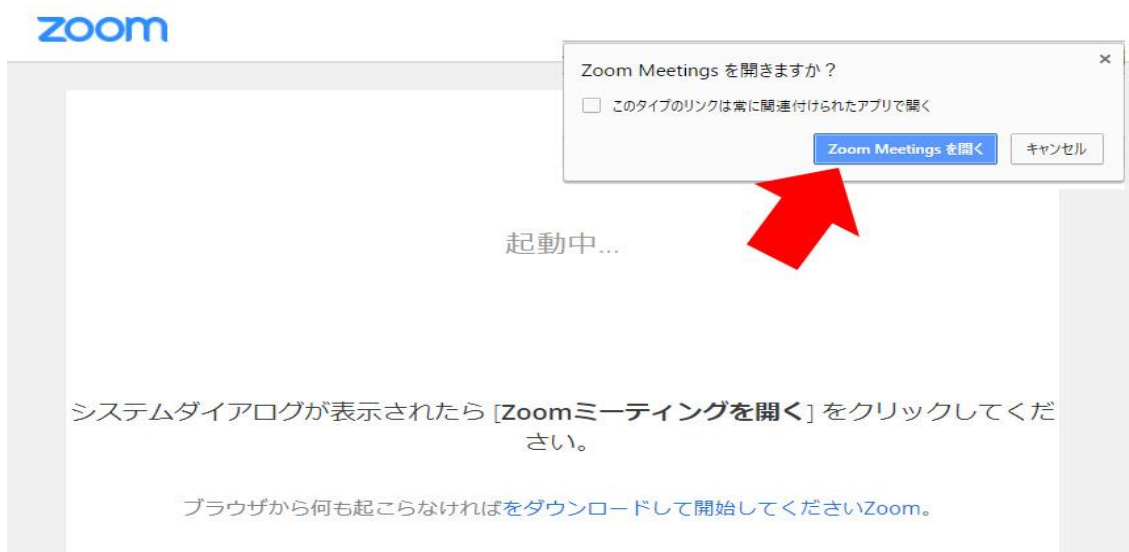 zoom
Zoom Meetings を開きますか？
×
このタイプのリンクは常に関連付けられたアプリで開く
Zoom Meetings を開く
キャンセル
起動中...
システムダイアログが表示されたら [Zoomミーティングを開く] をクリックしてくだ
さい。
ブラウザから何も起こらなければをダウンロードして開始してくださいZoom。